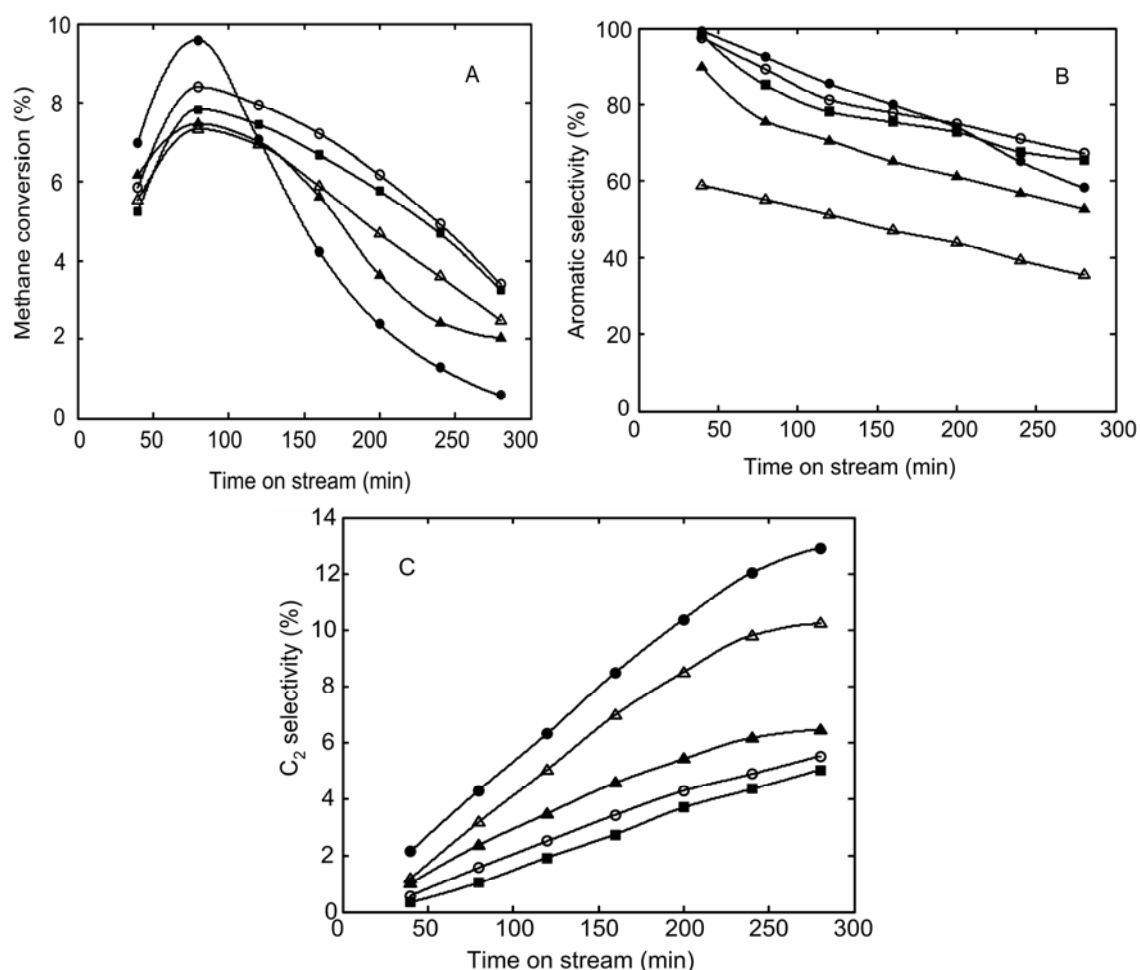 A
Methane conversion (%)
10
8
6
4
2
0
0 50 100 150 200 250 300
Time on stream (min)
B
Aromatic selectivity (%)
100
80
60
40
20
0
0 50 100 150 200 250 300
Time on stream (min)
C
C₂ selectivity (%)
14
12
10
8
6
4
2
0
0 50 100 150 200 250 300
Time on stream (min)